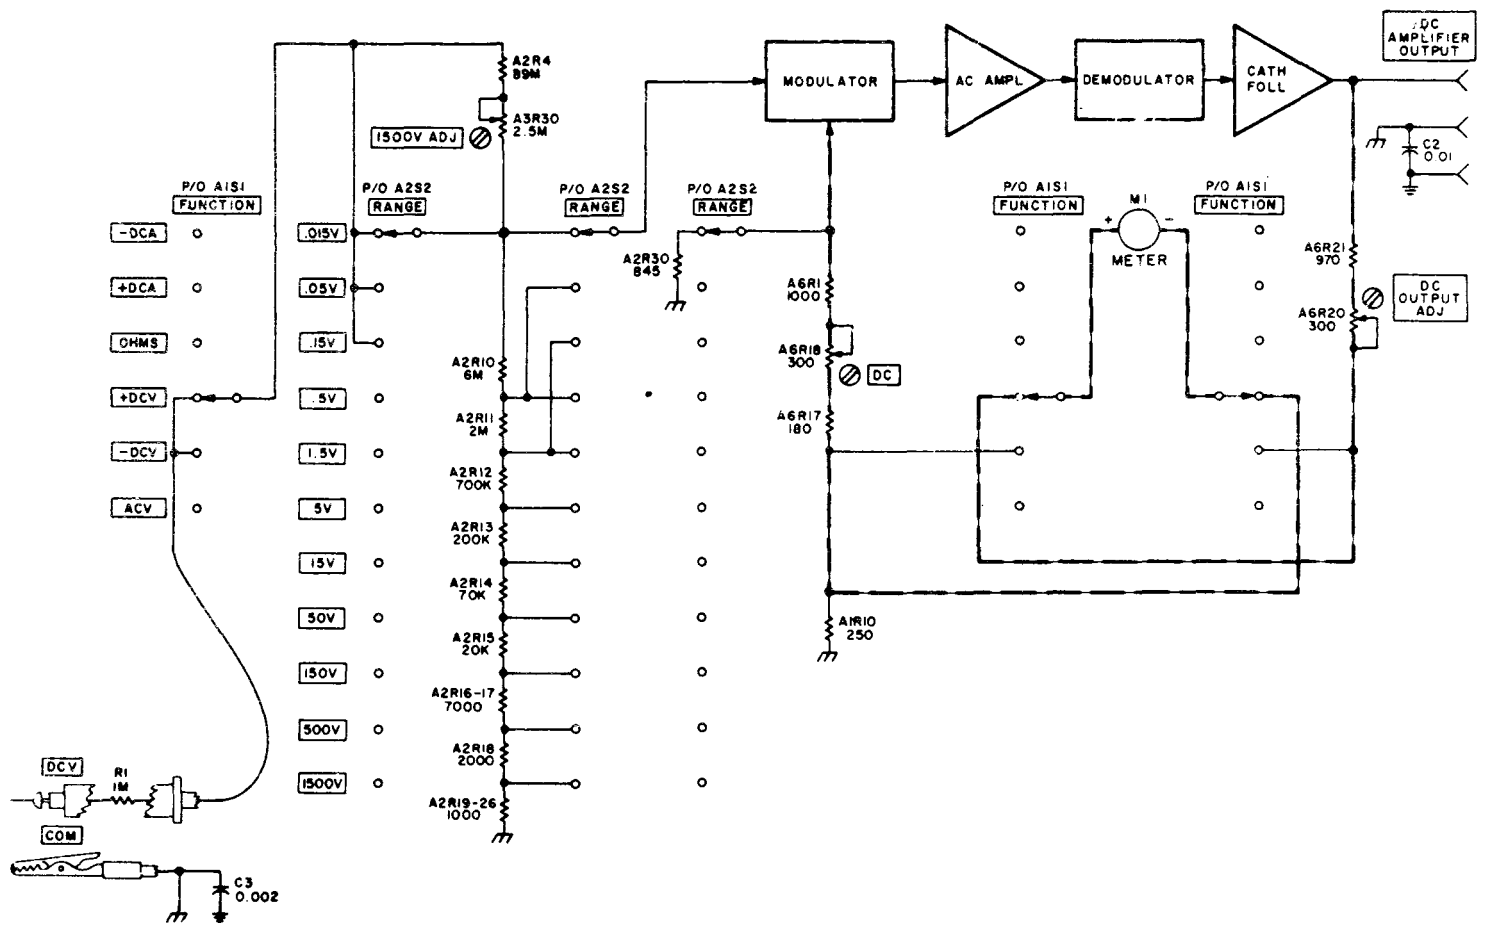 DC
AMPLIFIER
OUTPUT
A2R4
89M
MODULATOR
AC AMPL
DEMODULATOR
CATH
FOLL
A3R30
2.5M
1500V ADJ
C2
0.01
P/O A1S1
FUNCTION
P/O A2S2
RANGE
P/O A2S2
RANGE
P/O A2S2
RANGE
P/O A1S1
FUNCTION
M1
+ −
METER
P/O A1S1
FUNCTION
-DCA
.015V
A2R30
845
A6R21
970
+DCA
.05V
A6R1
1000
DC
OUTPUT
ADJ
A6R20
300
OHMS
.15V
A2R10
6M
A6R18
300
DC
+DCV
.5V
A2R11
2M
A6R17
180
-DCV
1.5V
A2R12
700K
ACV
5V
A2R13
200K
15V
A2R14
70K
50V
A2R15
20K
A1R10
250
150V
A2R16-17
7000
500V
A2R18
2000
1500V
A2R19-26
1000
DCV
R1
1M
COM
C3
0.002